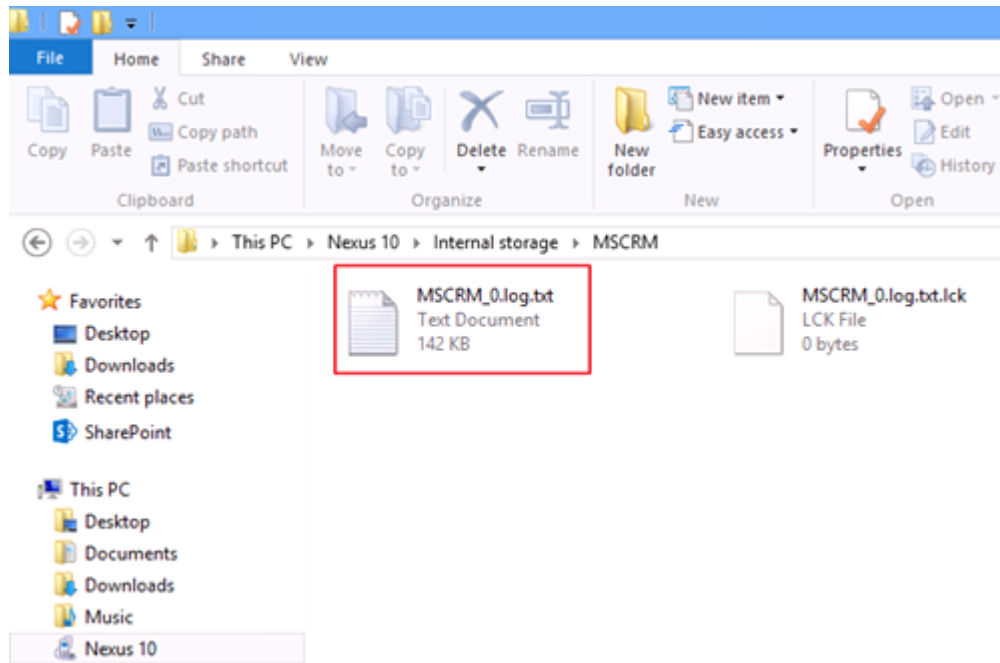 File Home Share View
Copy
Paste
Cut
Copy path
Paste shortcut
Clipboard
Move to
Copy to
Delete
Rename
Organize
New folder
New item
Easy access
New
Properties
Open
Edit
History
Open
This PC Nexus 10 Internal storage MSCRM
Favorites
Desktop
Downloads
Recent places
SharePoint
This PC
Desktop
Documents
Downloads
Music
Nexus 10
MSCRM_0.log.txt
Text Document
142 KB
MSCRM_0.log.txt.lck
LCK File
0 bytes